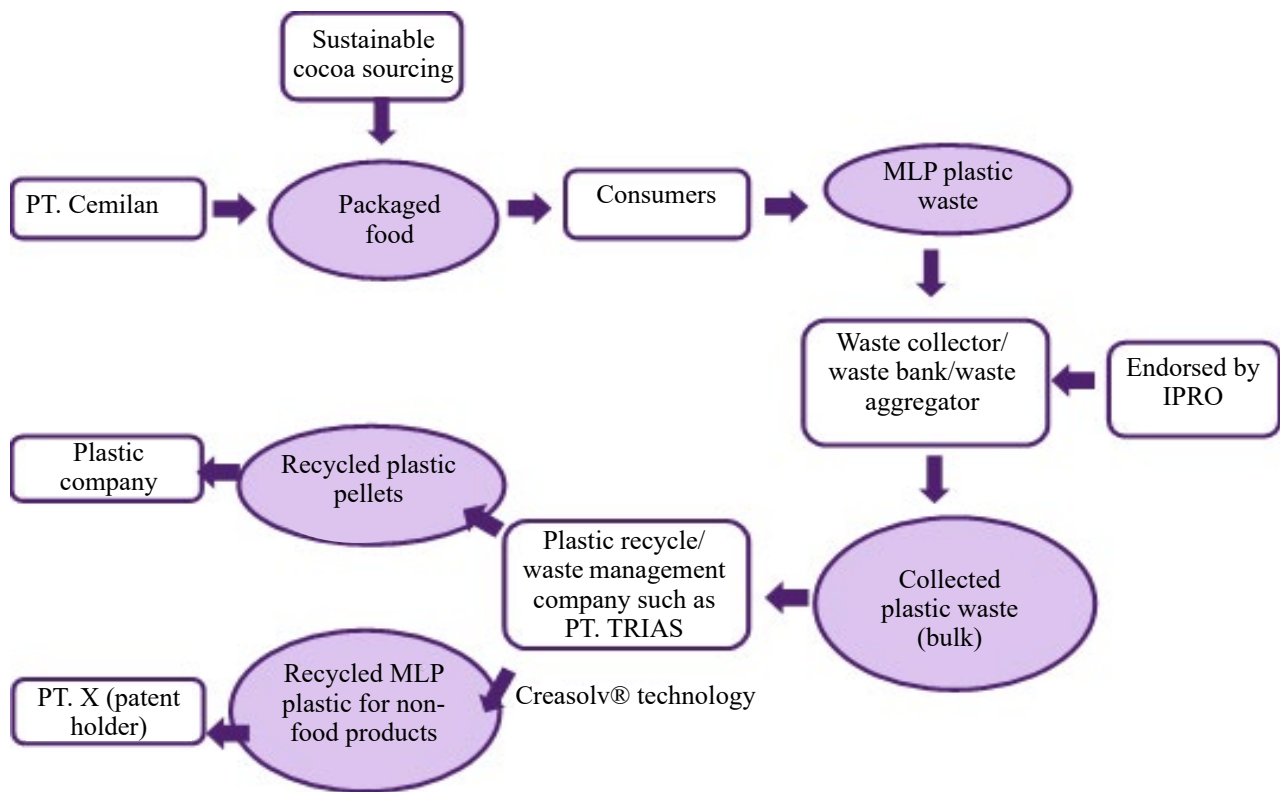 Sustainable
cocoa sourcing
PT. Cemilan
Packaged
food
Consumers
MLP plastic
waste
Waste collector/
waste bank/waste
aggregator
Endorsed by
IPRO
Plastic
company
Recycled plastic
pellets
Plastic recycle/
waste management
company such as
PT. TRIAS
Collected
plastic waste
(bulk)
PT. X (patent
holder)
Recycled MLP
plastic for non-
food products
Creasolv® technology